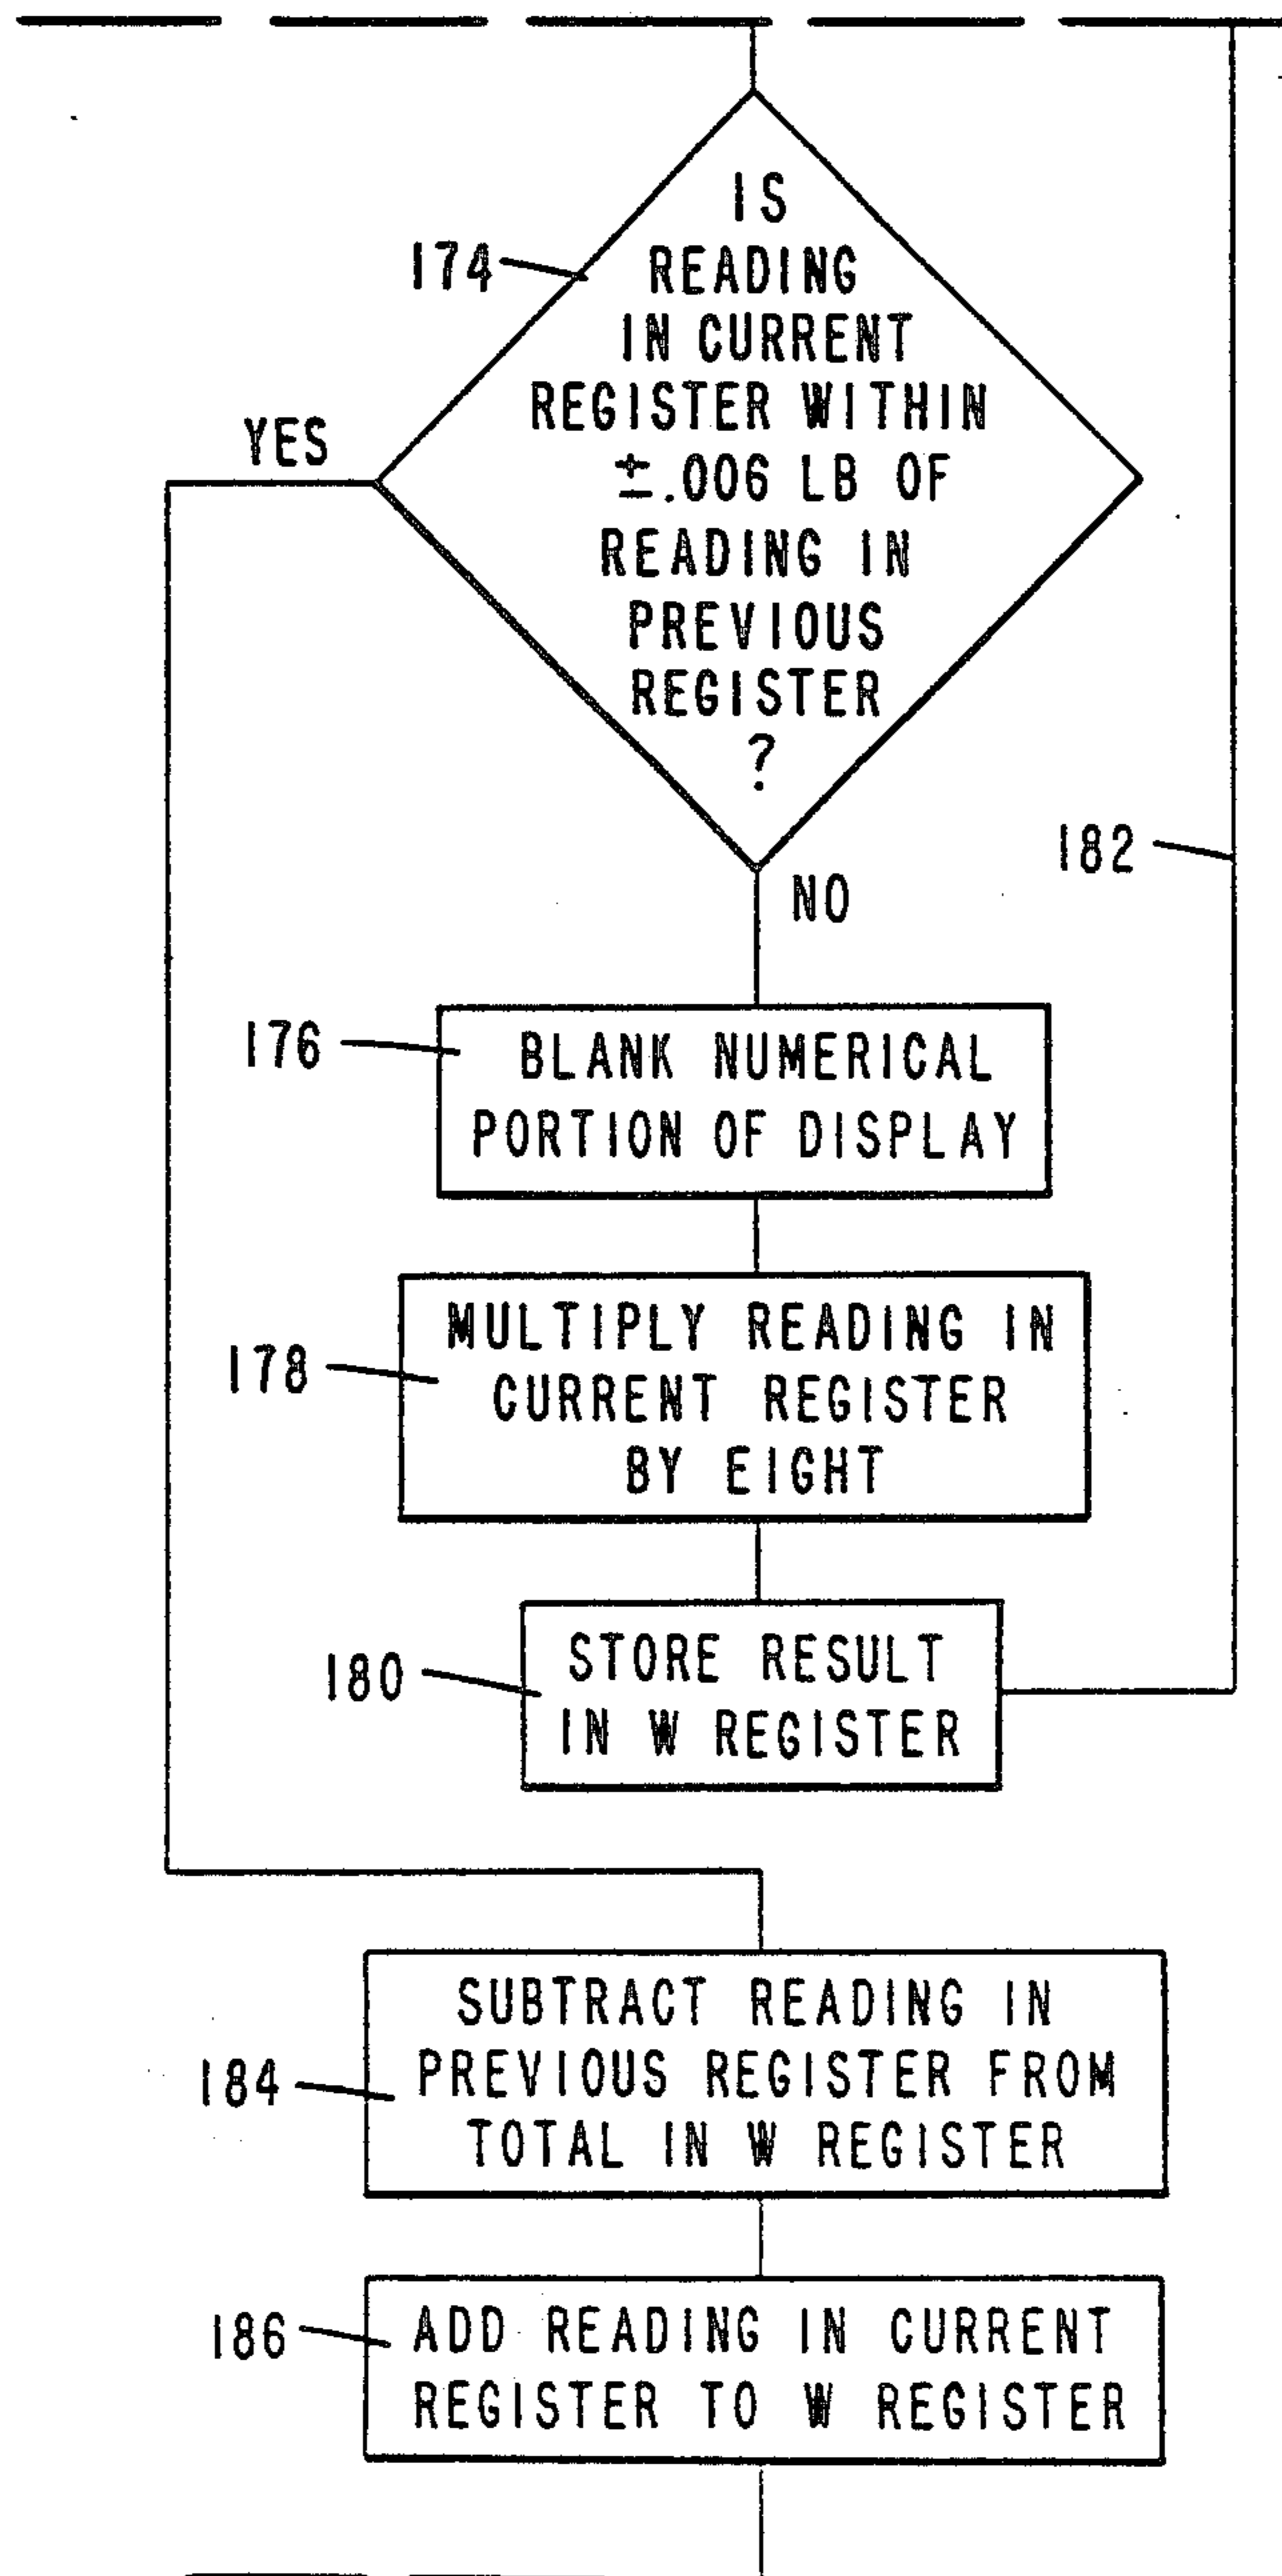 174
IS
READING
IN CURRENT
REGISTER WITHIN
±.006 LB OF
READING IN
PREVIOUS
REGISTER
?
YES
NO
182
176
BLANK NUMERICAL
PORTION OF DISPLAY
178
MULTIPLY READING IN
CURRENT REGISTER
BY EIGHT
180
STORE RESULT
IN W REGISTER
184
SUBTRACT READING IN
PREVIOUS REGISTER FROM
TOTAL IN W REGISTER
186
ADD READING IN CURRENT
REGISTER TO W REGISTER